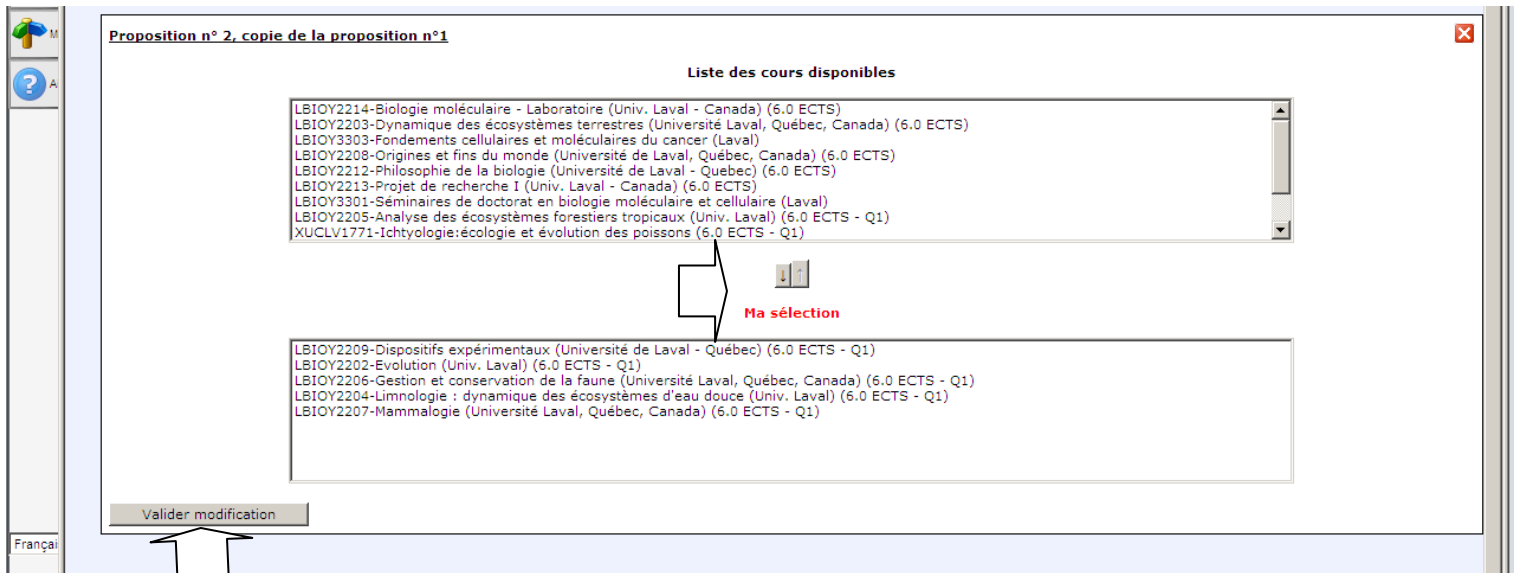 M
Proposition n° 2, copie de la proposition n°1
A
Liste des cours disponibles
LBIOY2214-Biologie moléculaire - Laboratoire (Univ. Laval - Canada) (6.0 ECTS)
LBIOY2203-Dynamique des écosystèmes terrestres (Université Laval, Québec, Canada) (6.0 ECTS)
LBIOY3303-Fondements cellulaires et moléculaires du cancer (Laval)
LBIOY2208-Origines et fins du monde (Université de Laval, Québec, Canada) (6.0 ECTS)
LBIOY2212-Philosophie de la biologie (Université de Laval - Quebec) (6.0 ECTS)
LBIOY2213-Projet de recherche I (Univ. Laval - Canada) (6.0 ECTS)
LBIOY3301-Séminaires de doctorat en biologie moléculaire et cellulaire (Laval)
LBIOY2205-Analyse des écosystèmes forestiers tropicaux (Univ. Laval) (6.0 ECTS - Q1)
XUCLV1771-Ichtyologie:écologie et évolution des poissons (6.0 ECTS - Q1)
Ma sélection
LBIOY2209-Dispositifs expérimentaux (Université de Laval - Québec) (6.0 ECTS - Q1)
LBIOY2202-Evolution (Univ. Laval) (6.0 ECTS - Q1)
LBIOY2206-Gestion et conservation de la faune (Université Laval, Québec, Canada) (6.0 ECTS - Q1)
LBIOY2204-Limnologie : dynamique des écosystèmes d'eau douce (Univ. Laval) (6.0 ECTS - Q1)
LBIOY2207-Mammalogie (Université Laval, Québec, Canada) (6.0 ECTS - Q1)
Valider modification
Françai